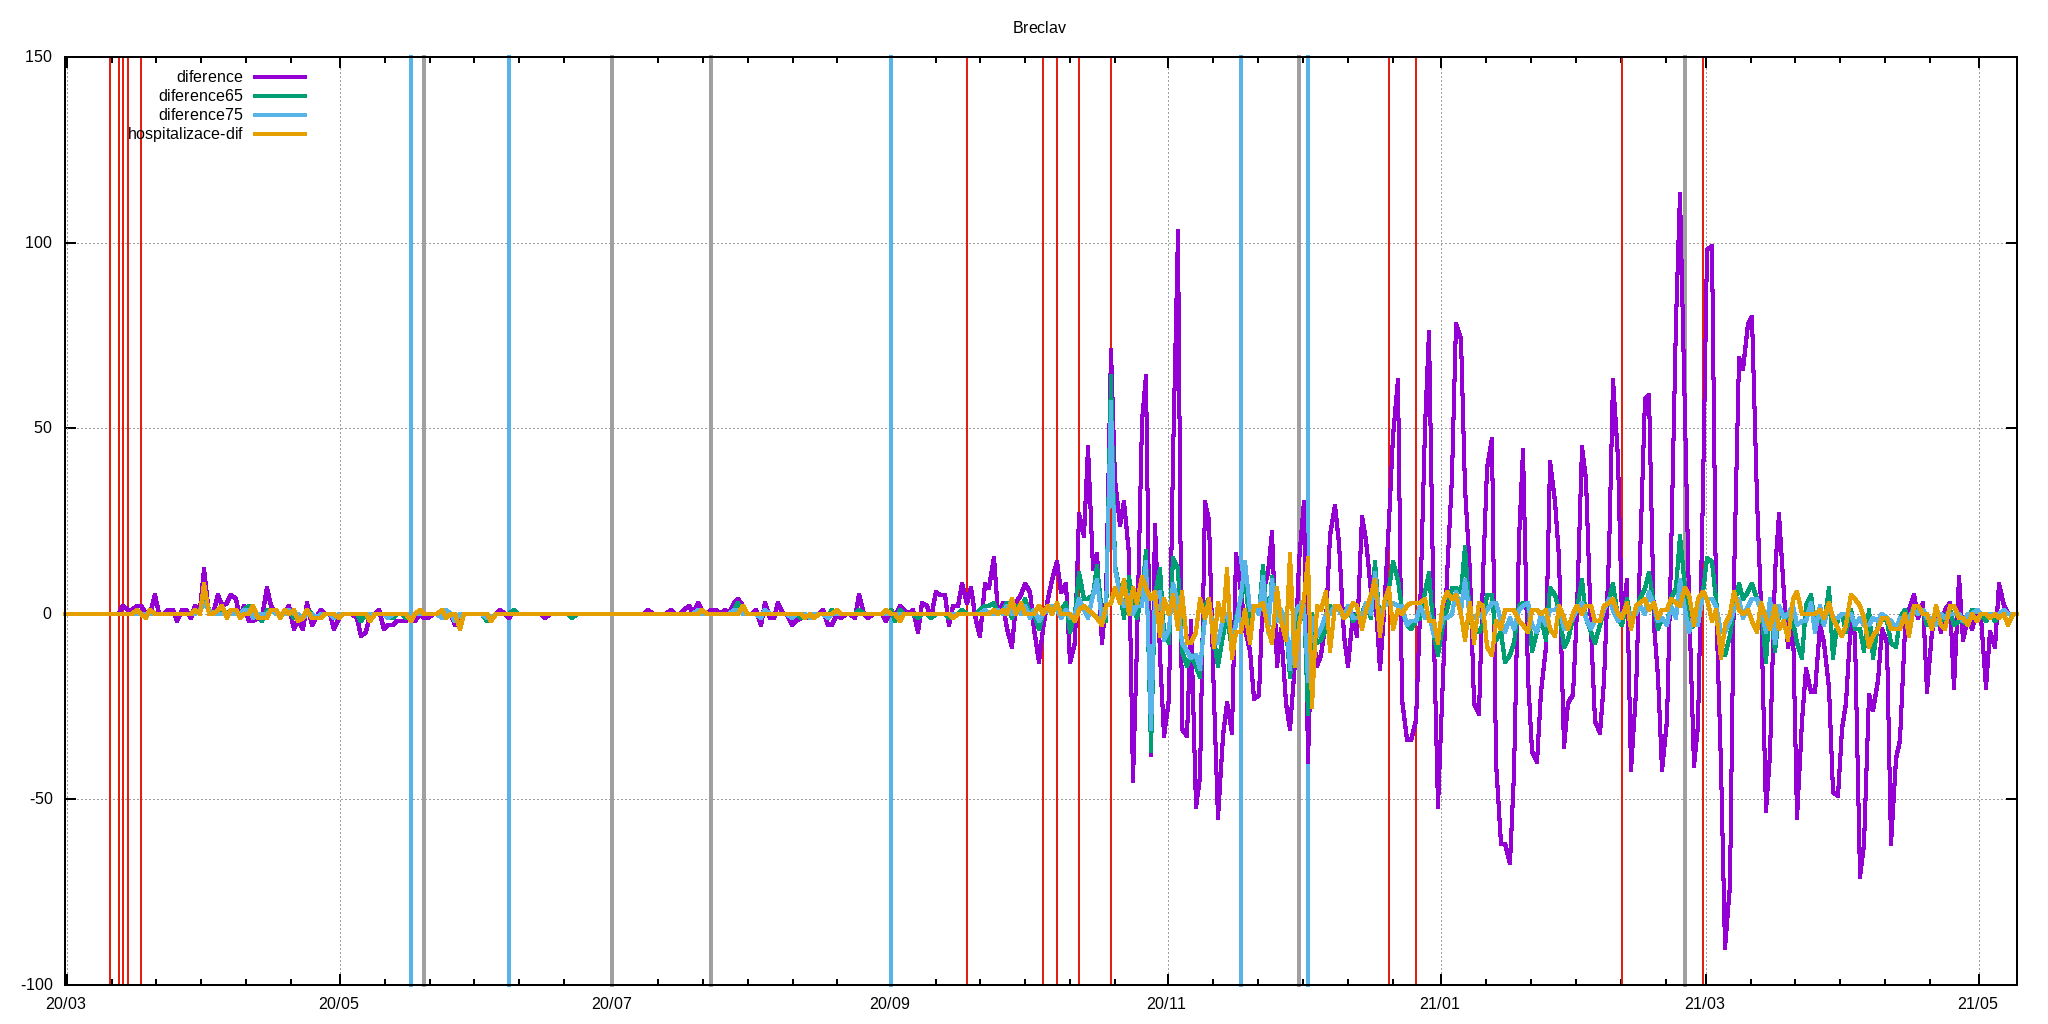 Breclav
150
100
50
0
-50
-100
diference
diference65
diference75
hospitalizace-dif
20/03 20/05 20/07 20/09 20/11 21/01 21/03 21/05